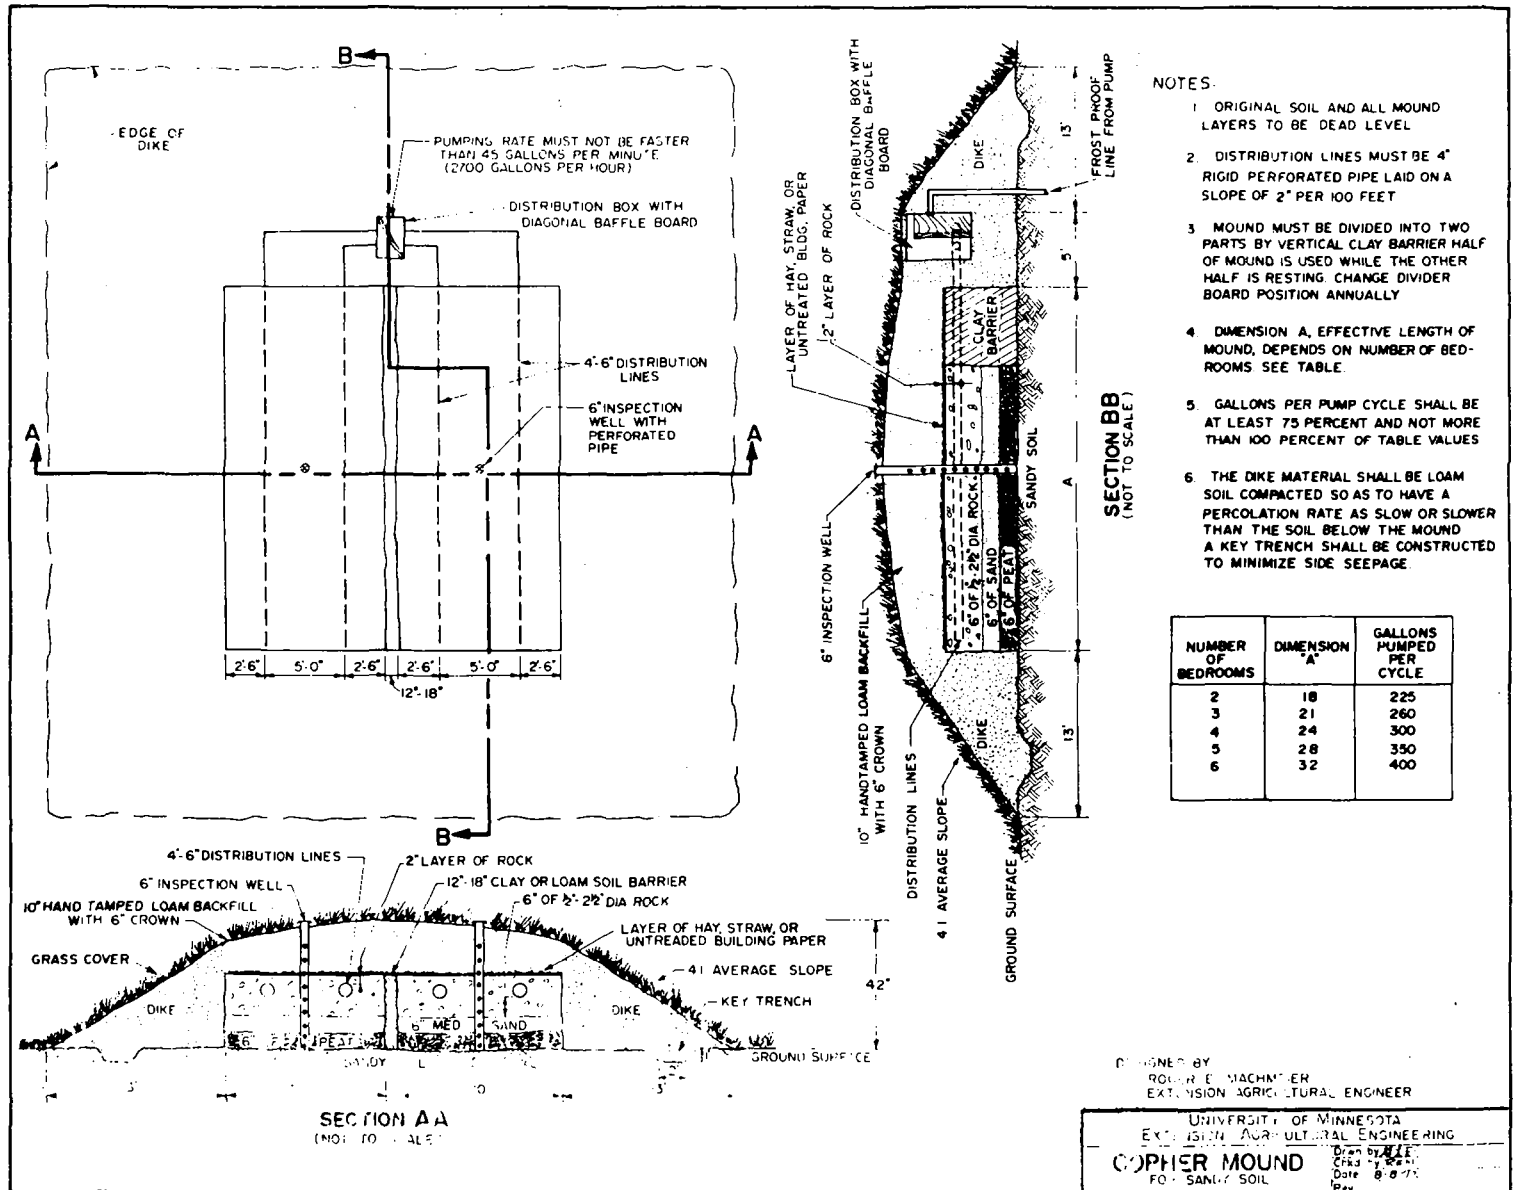 B
EDGE OF
DIKE
PUMPING RATE MUST NOT BE FASTER
THAN 45 GALLONS PER MINUTE
(2700 GALLONS PER HOUR)
DISTRIBUTION BOX WITH
DIAGONAL BAFFLE BOARD
4"-6" DISTRIBUTION
LINES
6" INSPECTION
WELL WITH
PERFORATED
PIPE
A
A
2'-6"
5'-0"
2'-6"
2'-6"
5'-0"
2'-6"
12"-18"
B
DISTRIBUTION BOX WITH
DIAGONAL BAFFLE
BOARD
LAYER OF HAY, STRAW, OR
UNTREATED BLDG. PAPER
2" LAYER OF ROCK
FROST PROOF
LINE FROM PUMP
13'
DIKE
5'
CLAY
BARRIER
SANDY SOIL
A
SECTION BB
(NOT TO SCALE)
6" OF ½"-2½" DIA ROCK
6" OF SAND
6" OF PEAT
6" INSPECTION WELL
10" HANDTAMPED LOAM BACKFILL
WITH 6" CROWN
DISTRIBUTION LINES
DIKE
13'
4:1 AVERAGE SLOPE
GROUND SURFACE
NOTES:
1 ORIGINAL SOIL AND ALL MOUND
LAYERS TO BE DEAD LEVEL
2. DISTRIBUTION LINES MUST BE 4"
RIGID PERFORATED PIPE LAID ON A
SLOPE OF 2" PER 100 FEET
3 MOUND MUST BE DIVIDED INTO TWO
PARTS BY VERTICAL CLAY BARRIER HALF
OF MOUND IS USED WHILE THE OTHER
HALF IS RESTING. CHANGE DIVIDER
BOARD POSITION ANNUALLY
4. DIMENSION A, EFFECTIVE LENGTH OF
MOUND, DEPENDS ON NUMBER OF BED-
ROOMS SEE TABLE.
5. GALLONS PER PUMP CYCLE SHALL BE
AT LEAST 75 PERCENT AND NOT MORE
THAN 100 PERCENT OF TABLE VALUES
6. THE DIKE MATERIAL SHALL BE LOAM
SOIL COMPACTED SO AS TO HAVE A
PERCOLATION RATE AS SLOW OR SLOWER
THAN THE SOIL BELOW THE MOUND
A KEY TRENCH SHALL BE CONSTRUCTED
TO MINIMIZE SIDE SEEPAGE.
NUMBER OF BEDROOMS DIMENSION "A" GALLONS PUMPED PER CYCLE
2 18 225
3 21 260
4 24 300
5 28 350
6 32 400
4"-6" DISTRIBUTION LINES
2" LAYER OF ROCK
6" INSPECTION WELL
12"-18" CLAY OR LOAM SOIL BARRIER
10" HAND TAMPED LOAM BACKFILL
WITH 6" CROWN
6" OF ½"-2½" DIA ROCK
LAYER OF HAY, STRAW, OR
UNTREADED BUILDING PAPER
GRASS COVER
4:1 AVERAGE SLOPE
42"
KEY TRENCH
DIKE
DIKE
6" MED SAND
6" PEAT
SANDY
GROUND SURFACE
SECTION AA
(NOT TO SCALE)
DESIGNED BY
ROGER E. MACHMEIER
EXTENSION AGRICULTURAL ENGINEER
UNIVERSITY OF MINNESOTA
EXTENSION AGRICULTURAL ENGINEERING
GOPHER MOUND
FOR SANDY SOIL
Drwn by
Chkd by
Date
Rev.